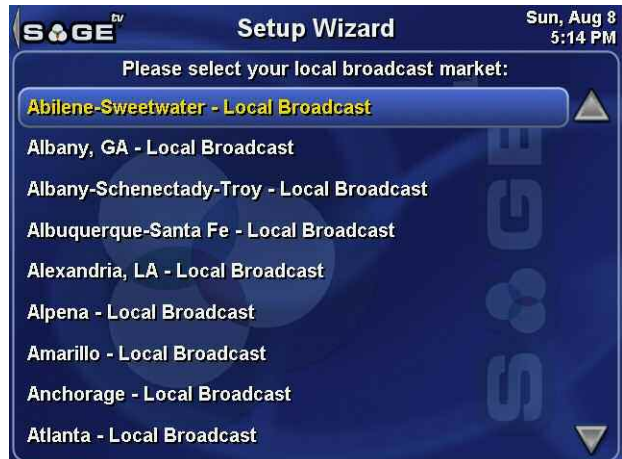 SAGE tv
Setup Wizard
Sun, Aug 8
5:14 PM
Please select your local broadcast market:
Abilene-Sweetwater - Local Broadcast
Albany, GA - Local Broadcast
Albany-Schenectady-Troy - Local Broadcast
Albuquerque-Santa Fe - Local Broadcast
Alexandria, LA - Local Broadcast
Alpena - Local Broadcast
Amarillo - Local Broadcast
Anchorage - Local Broadcast
Atlanta - Local Broadcast
SAGE